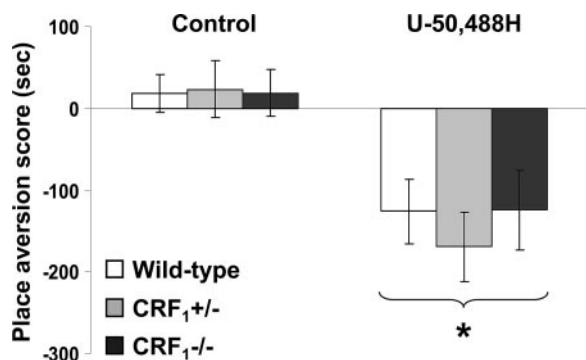 Control U-50,488H
Place aversion score (sec)
100
0
-100
-200
-300
Wild-type
CRF₁+/-
CRF₁-/-
*